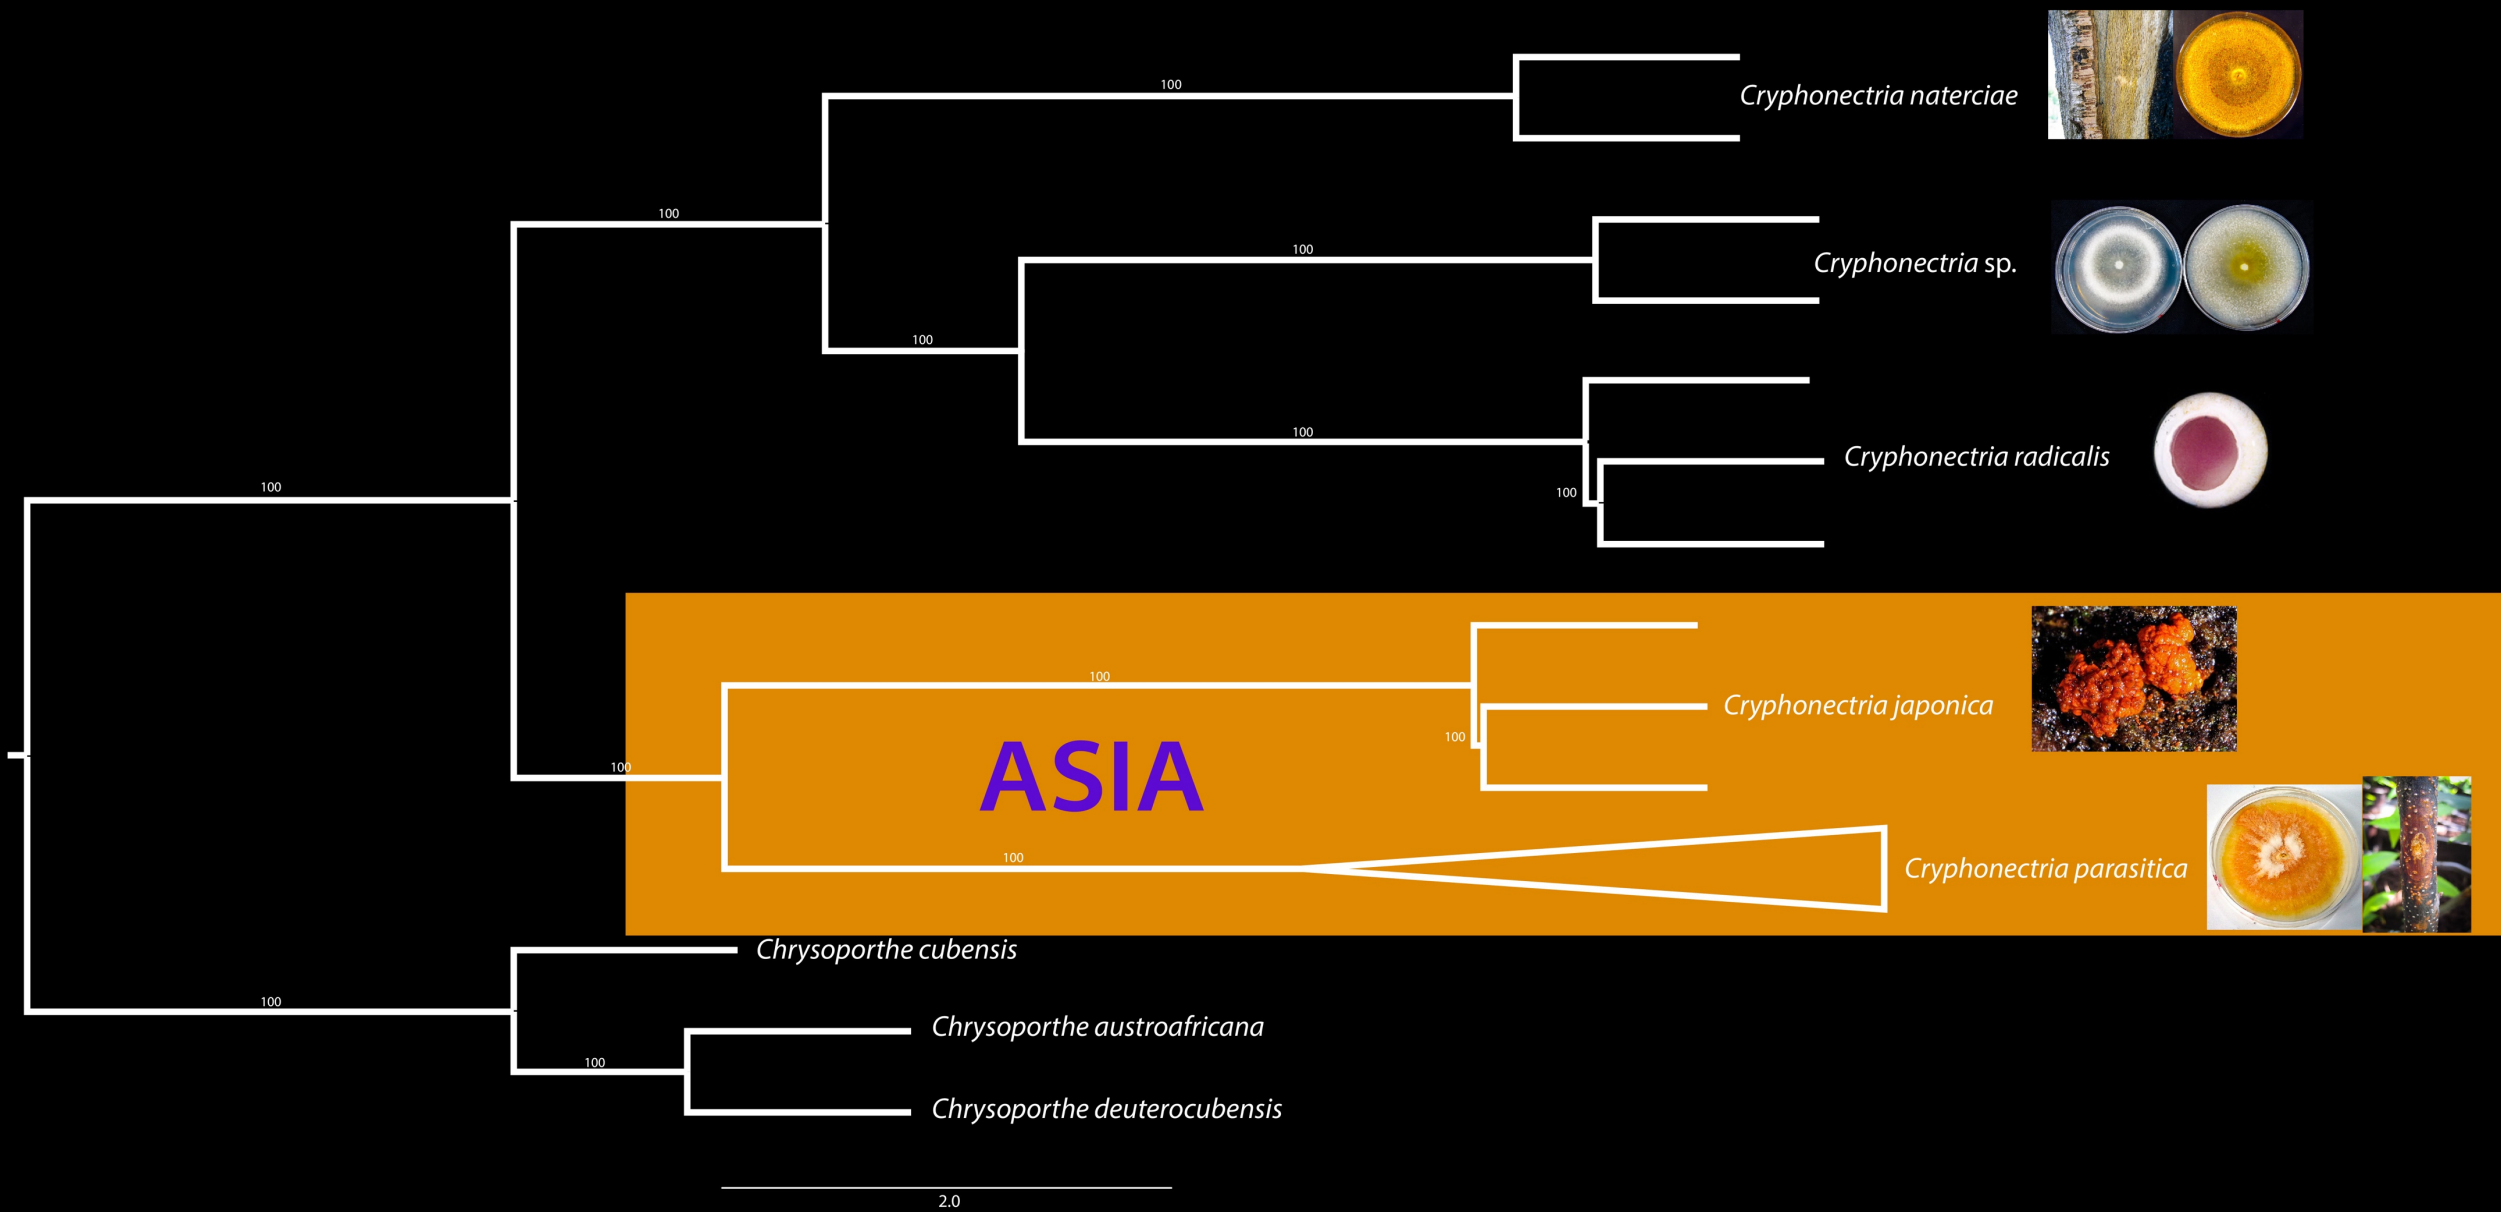 100
Cryphonectria naterciae
100
100
Cryphonectria sp.
100
100
Cryphonectria radicalis
100
100
100
Cryphonectria japonica
100
ASIA
100
100
Cryphonectria parasitica
Chrysoporthe cubensis
100
Chrysoporthe austroafricana
100
Chrysoporthe deuterocubensis
2.0